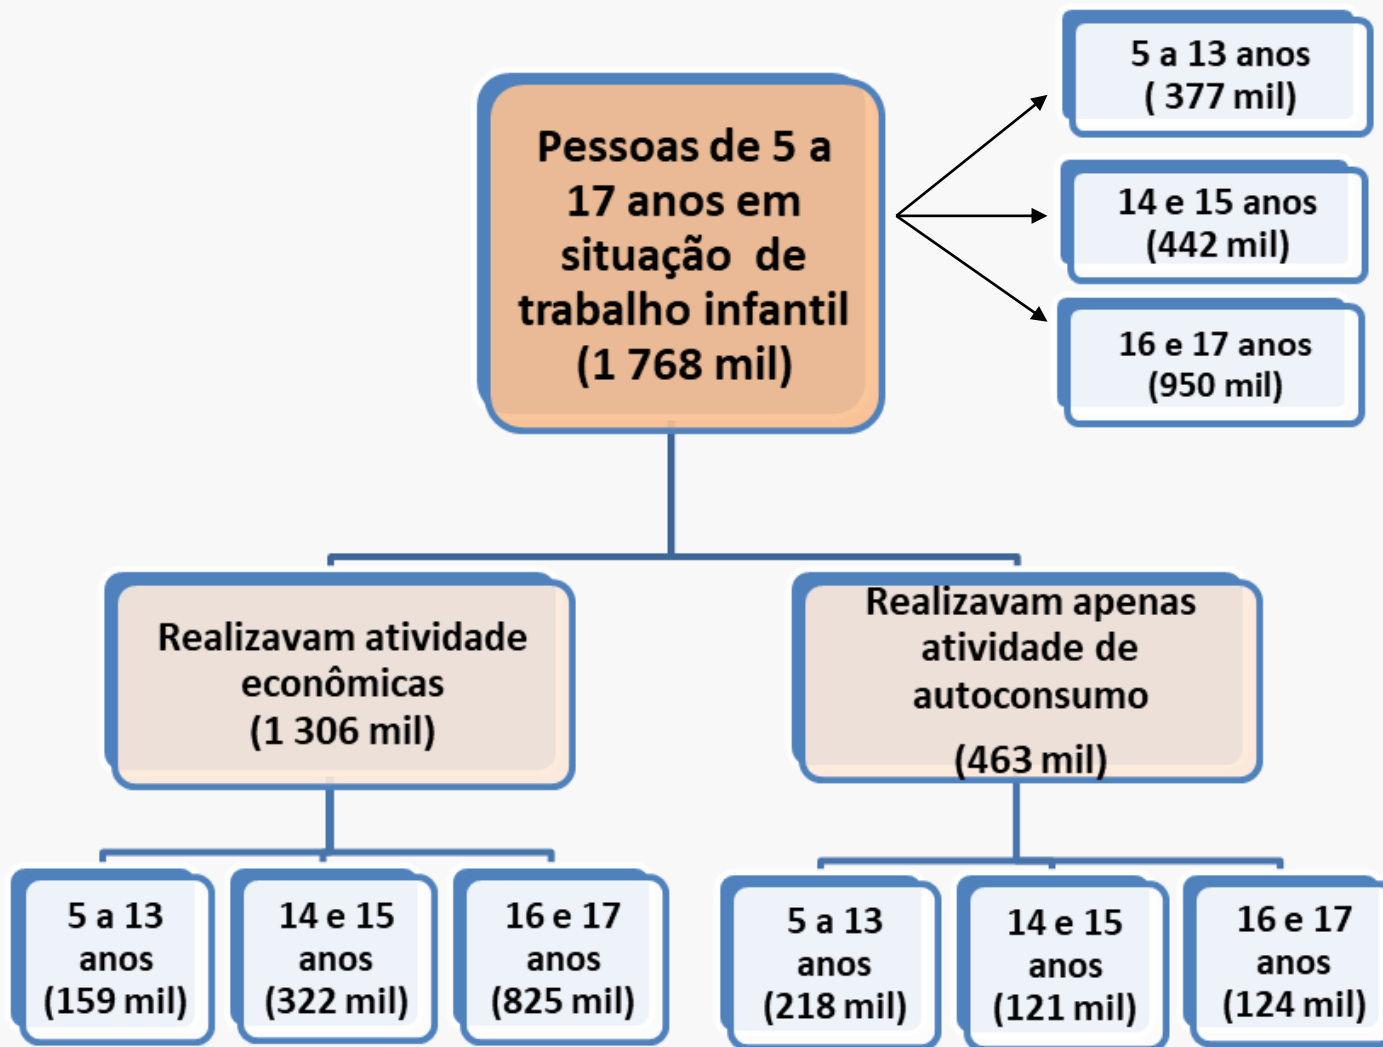 Pessoas de 5 a
17 anos em
situação de
trabalho infantil
(1 768 mil)
5 a 13 anos
( 377 mil)
14 e 15 anos
(442 mil)
16 e 17 anos
(950 mil)
Realizavam atividade
econômicas
(1 306 mil)
Realizavam apenas
atividade de
autoconsumo
(463 mil)
5 a 13
anos
(159 mil)
14 e 15
anos
(322 mil)
16 e 17
anos
(825 mil)
5 a 13
anos
(218 mil)
14 e 15
anos
(121 mil)
16 e 17
anos
(124 mil)